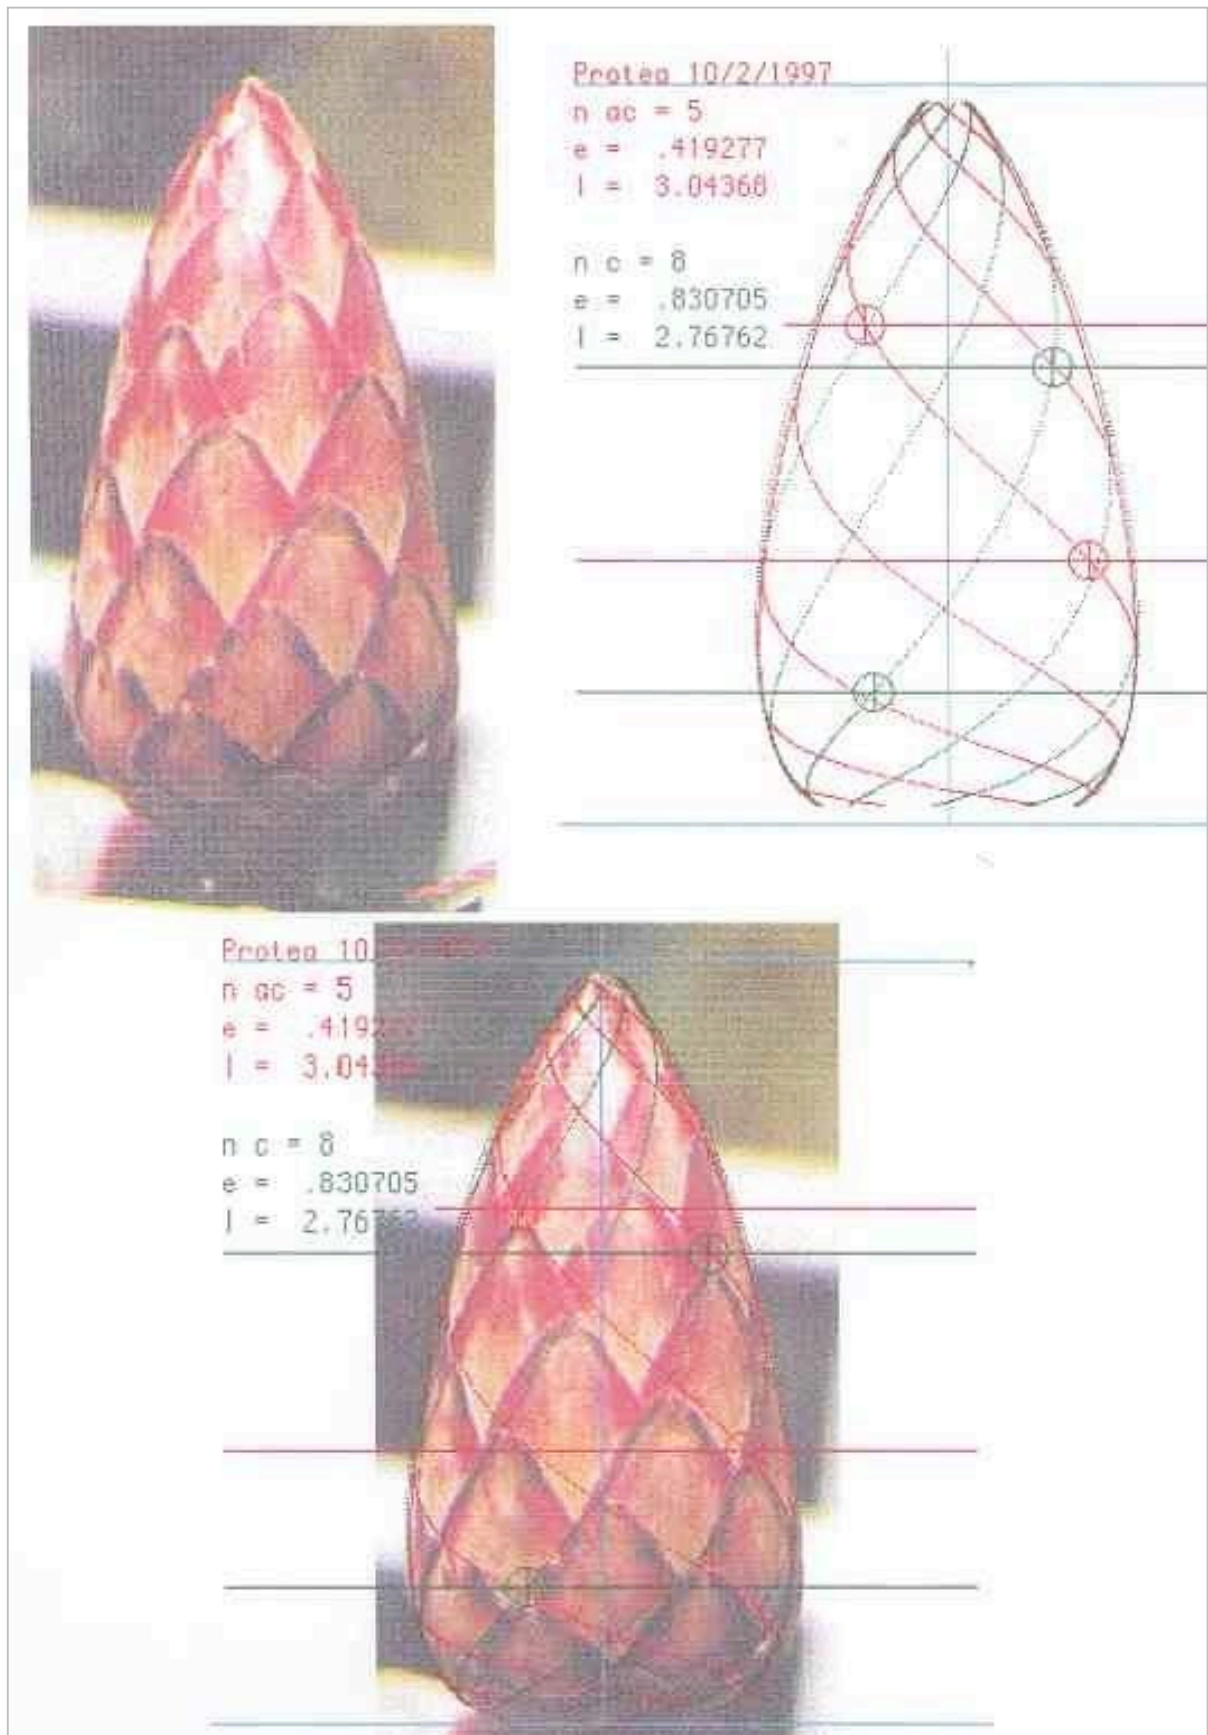 Protea 10/2/1997
n ac = 5
e = .419277
l = 3.04368
n c = 8
e = .830705
l = 2.76762
Protea 10
n ac = 5
e = .419
l = 3.04
n c = 8
e = .830705
l = 2.76762